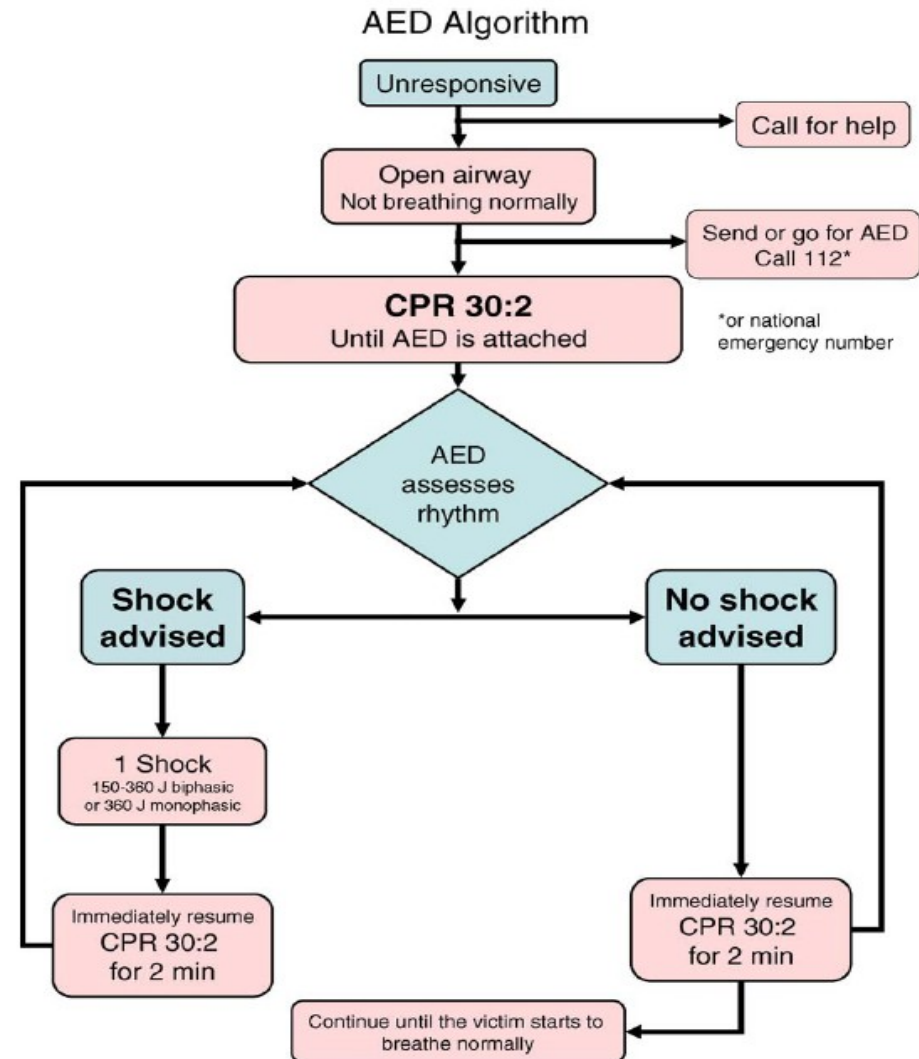 AED Algorithm
Unresponsive
Call for help
Open airway
Not breathing normally
Send or go for AED
Call 112*
CPR 30:2
Until AED is attached
*or national
emergency number
AED
assesses
rhythm
Shock
advised
No shock
advised
1 Shock
150-360 J biphasic
or 360 J monophasic
Immediately resume
CPR 30:2
for 2 min
Immediately resume
CPR 30:2
for 2 min
Continue until the victim starts to
breathe normally